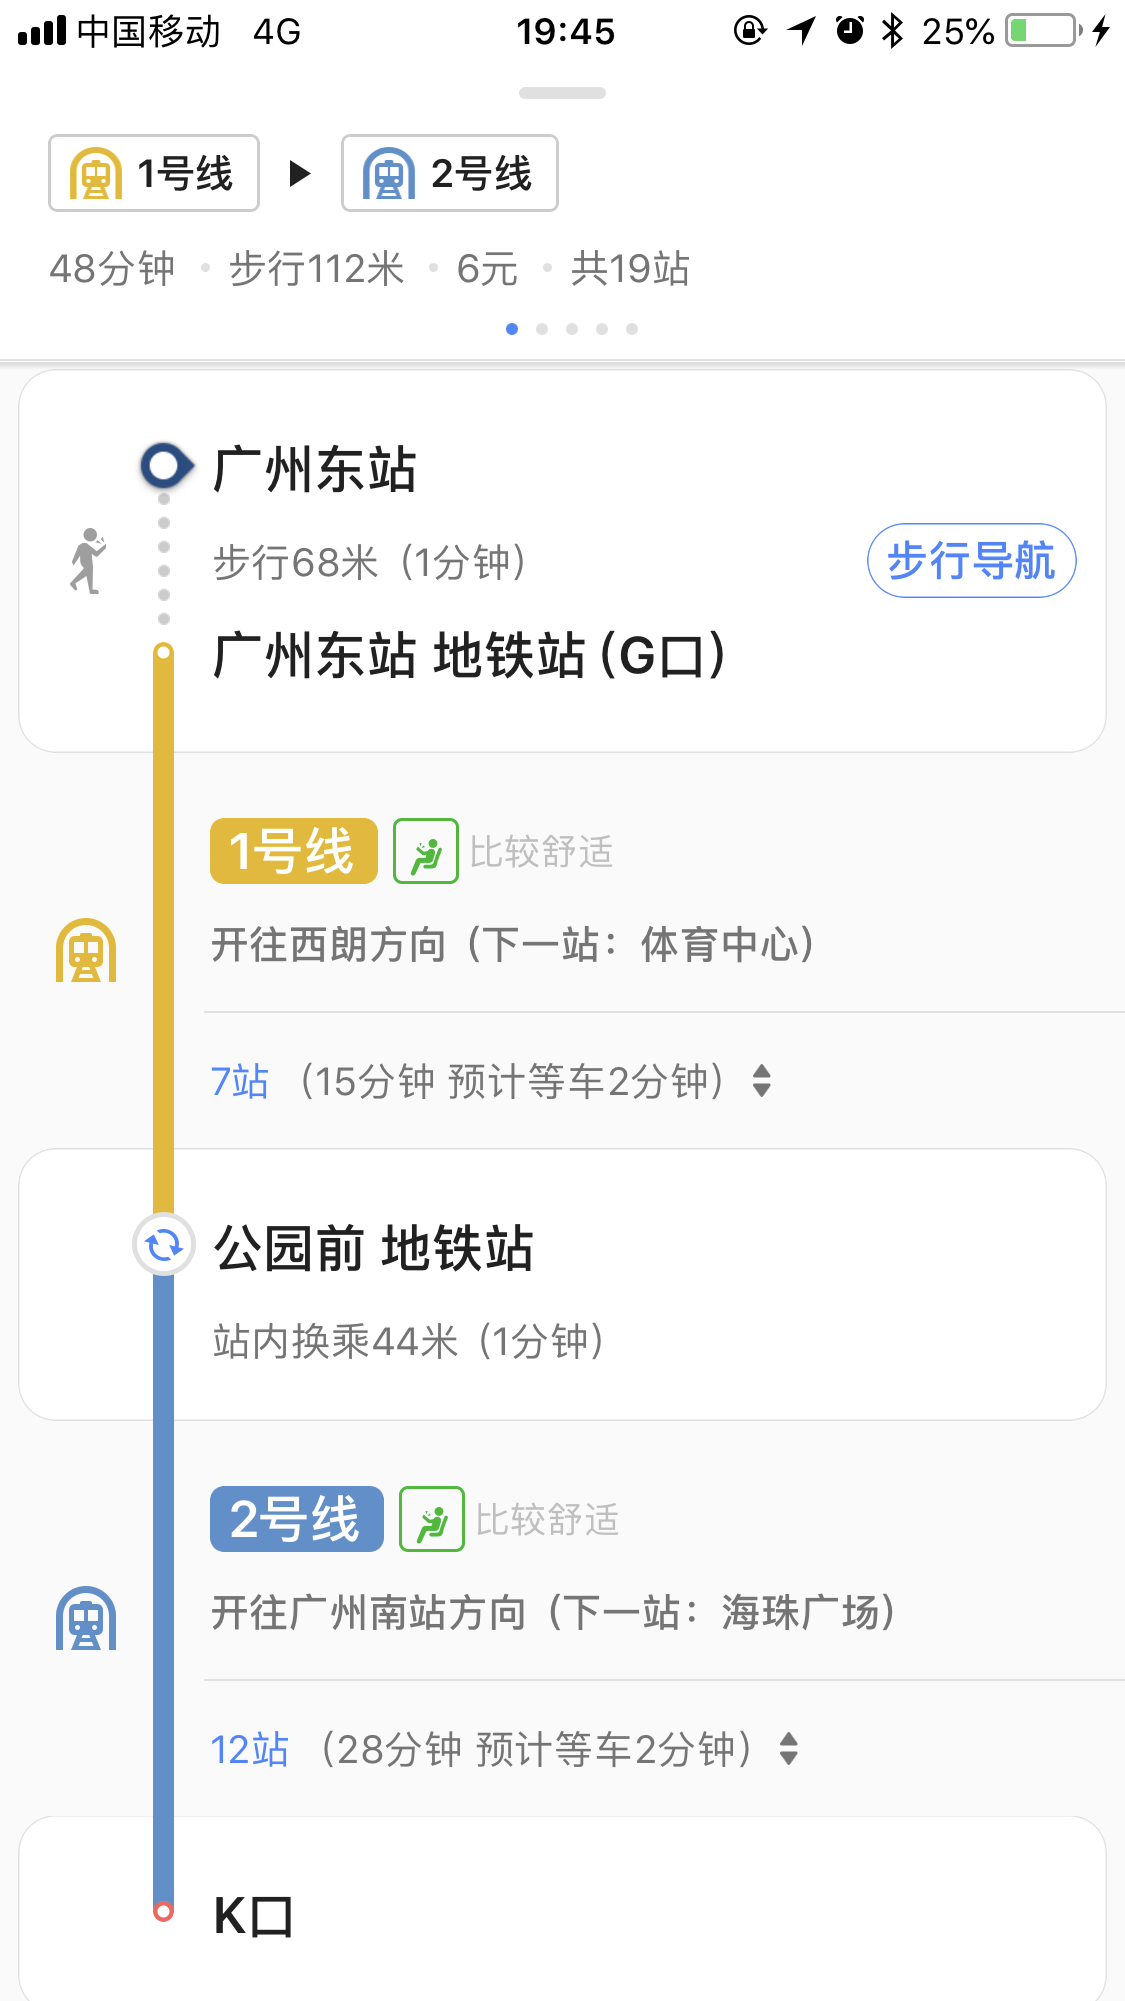 中国移动 4G 19:45 25%
1号线 ▶ 2号线
48分钟 • 步行112米 • 6元 • 共19站
广州东站
步行68米（1分钟）
步行导航
广州东站 地铁站（G口）
1号线 比较舒适
开往西朗方向（下一站：体育中心）
7站（15分钟 预计等车2分钟）
公园前 地铁站
站内换乘44米（1分钟）
2号线 比较舒适
开往广州南站方向（下一站：海珠广场）
12站（28分钟 预计等车2分钟）
K口